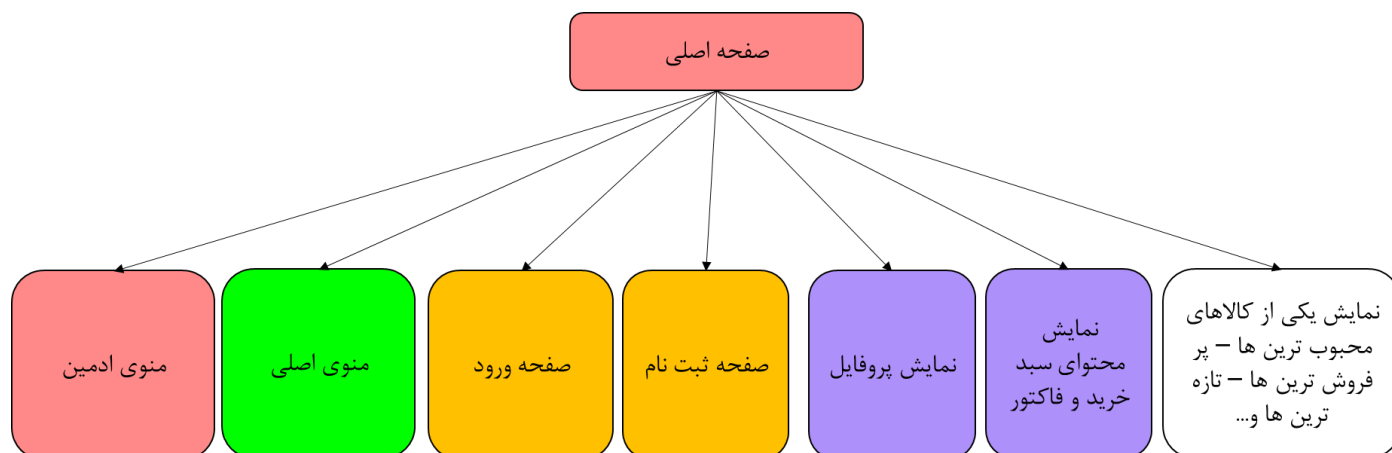 صفحه اصلی
نمایش یکی از کالاهای
محبوب ترین ها – پر
فروش ترین ها – تازه
ترین ها و...
نمایش
محتوای سبد
خرید و فاکتور
نمایش پروفایل
صفحه ثبت نام
صفحه ورود
منوی اصلی
منوی ادمین